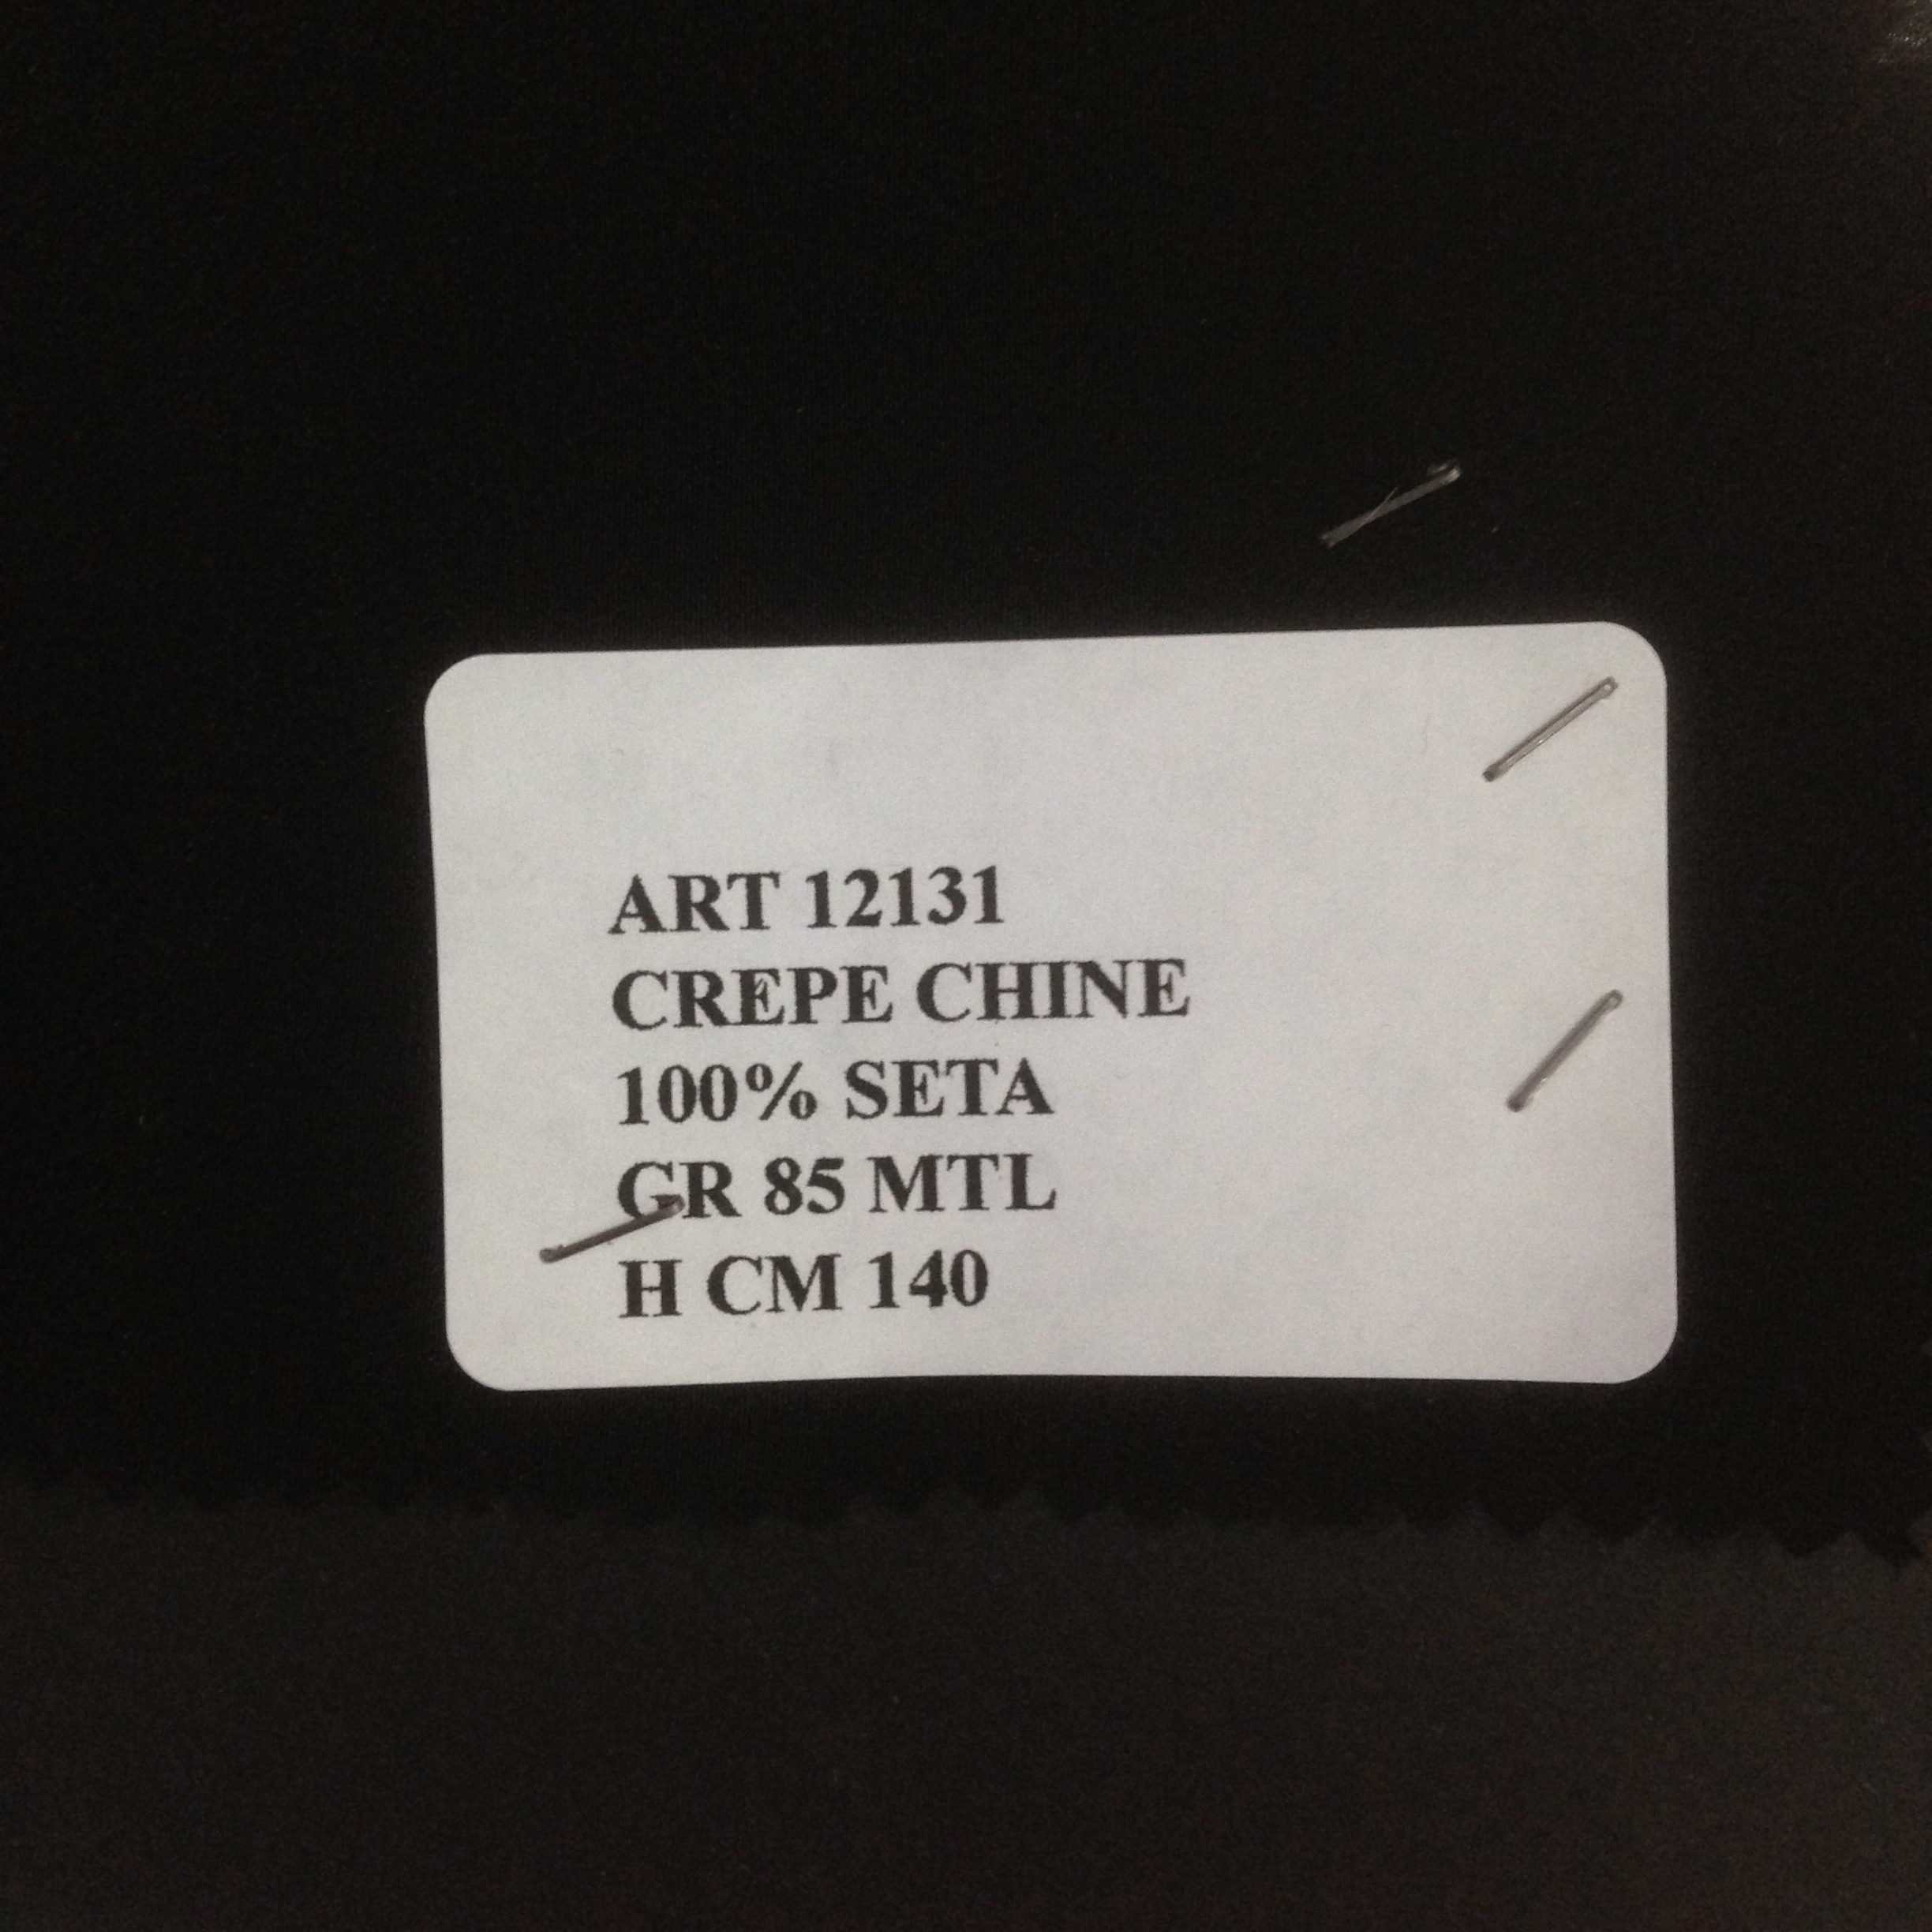 ART 12131
CREPE CHINE
100% SETA
GR 85 MTL
H CM 140